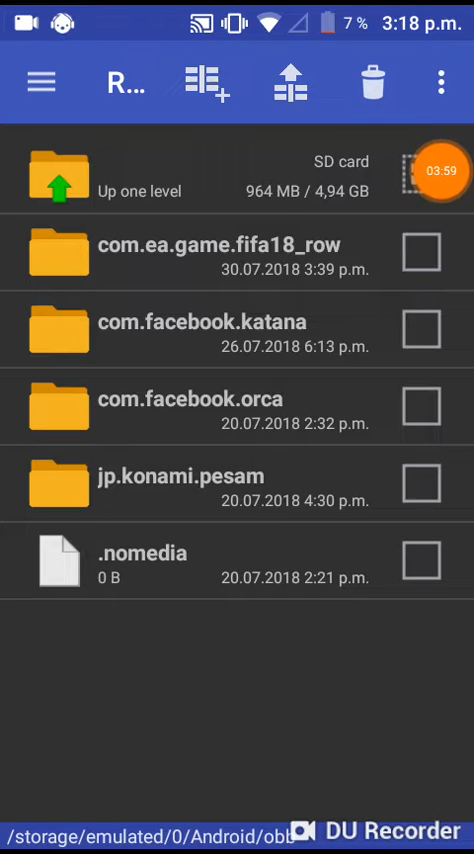 7 % 3:18 p.m.
R...
03:59
SD card
Up one level 964 MB / 4,94 GB
com.ea.game.fifa18_row
30.07.2018 3:39 p.m.
com.facebook.katana
26.07.2018 6:13 p.m.
com.facebook.orca
20.07.2018 2:32 p.m.
jp.konami.pesam
20.07.2018 4:30 p.m.
.nomedia
0 B 20.07.2018 2:21 p.m.
/storage/emulated/0/Android/obb
DU Recorder